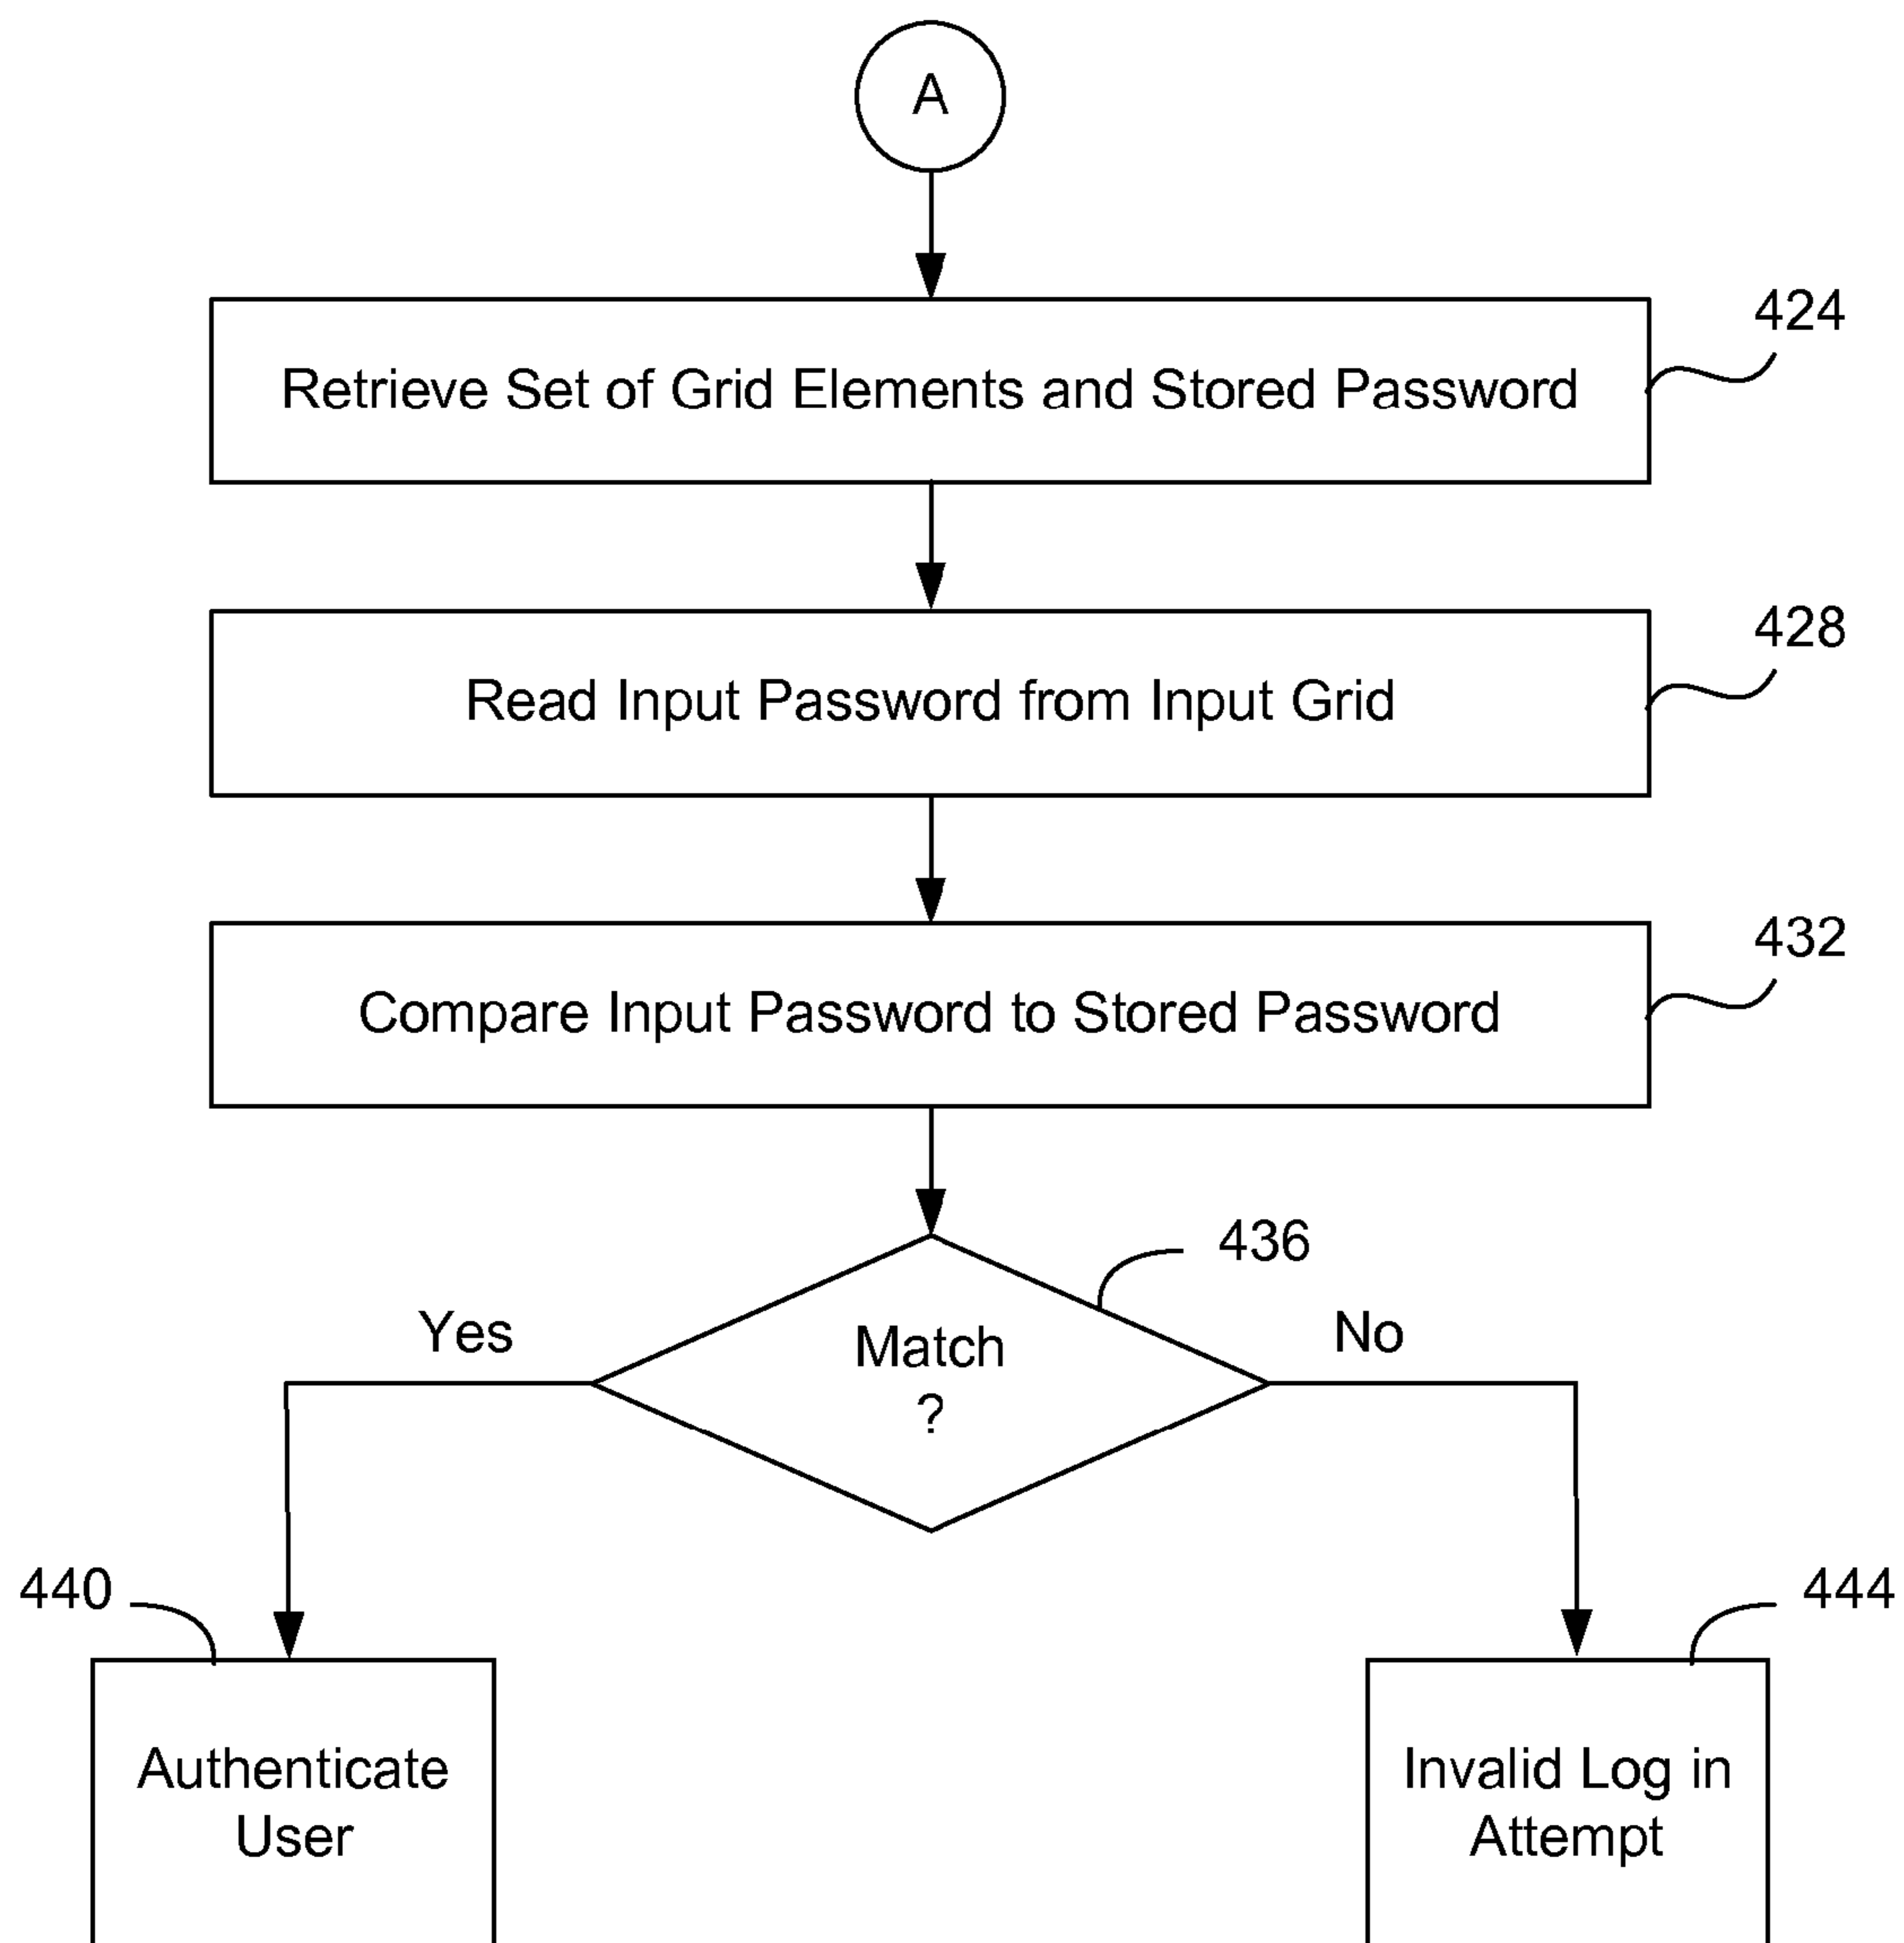 A
424
Retrieve Set of Grid Elements and Stored Password
428
Read Input Password from Input Grid
432
Compare Input Password to Stored Password
436
Yes
Match
?
No
440
444
Authenticate
User
Invalid Log in
Attempt